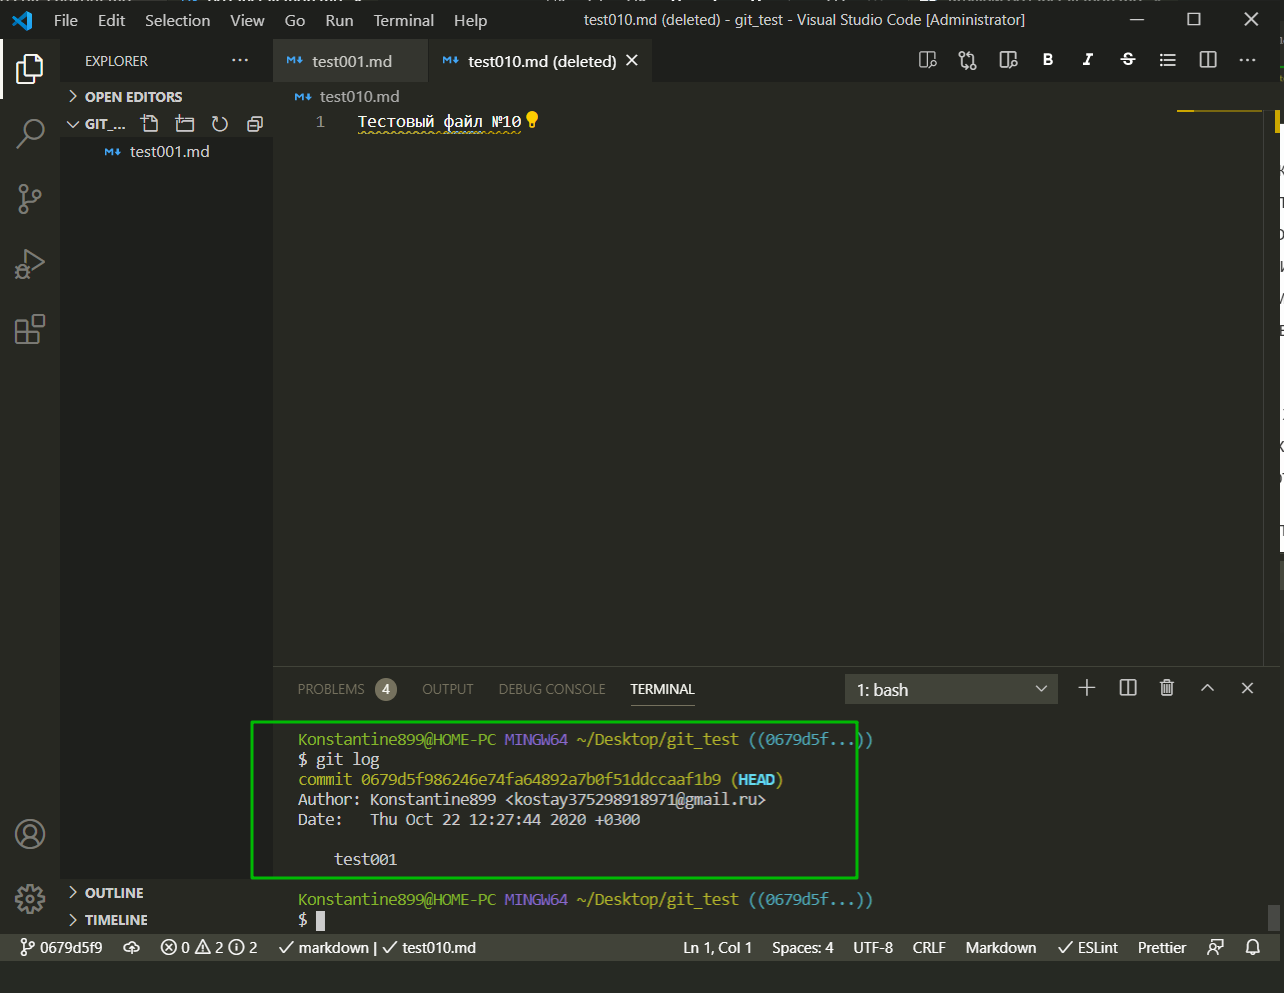 File Edit Selection View Go Run Terminal Help test010.md (deleted) - git_test - Visual Studio Code [Administrator]
EXPLORER ... test001.md test010.md (deleted) B I S ...
OPEN EDITORS
test010.md
GIT_...
1 Тестовый файл №10
test001.md
PROBLEMS 4 OUTPUT DEBUG CONSOLE TERMINAL 1: bash
Konstantine899@HOME-PC MINGW64 ~/Desktop/git_test ((0679d5f...))
$ git log
commit 0679d5f986246e74fa64892a7b0f51ddccaaf1b9 (HEAD)
Author: Konstantine899 <kostay375298918971@gmail.ru>
Date: Thu Oct 22 12:27:44 2020 +0300
test001
Konstantine899@HOME-PC MINGW64 ~/Desktop/git_test ((0679d5f...))
$
OUTLINE
TIMELINE
0679d5f9 0 2 2 markdown | test010.md Ln 1, Col 1 Spaces: 4 UTF-8 CRLF Markdown ESLint Prettier